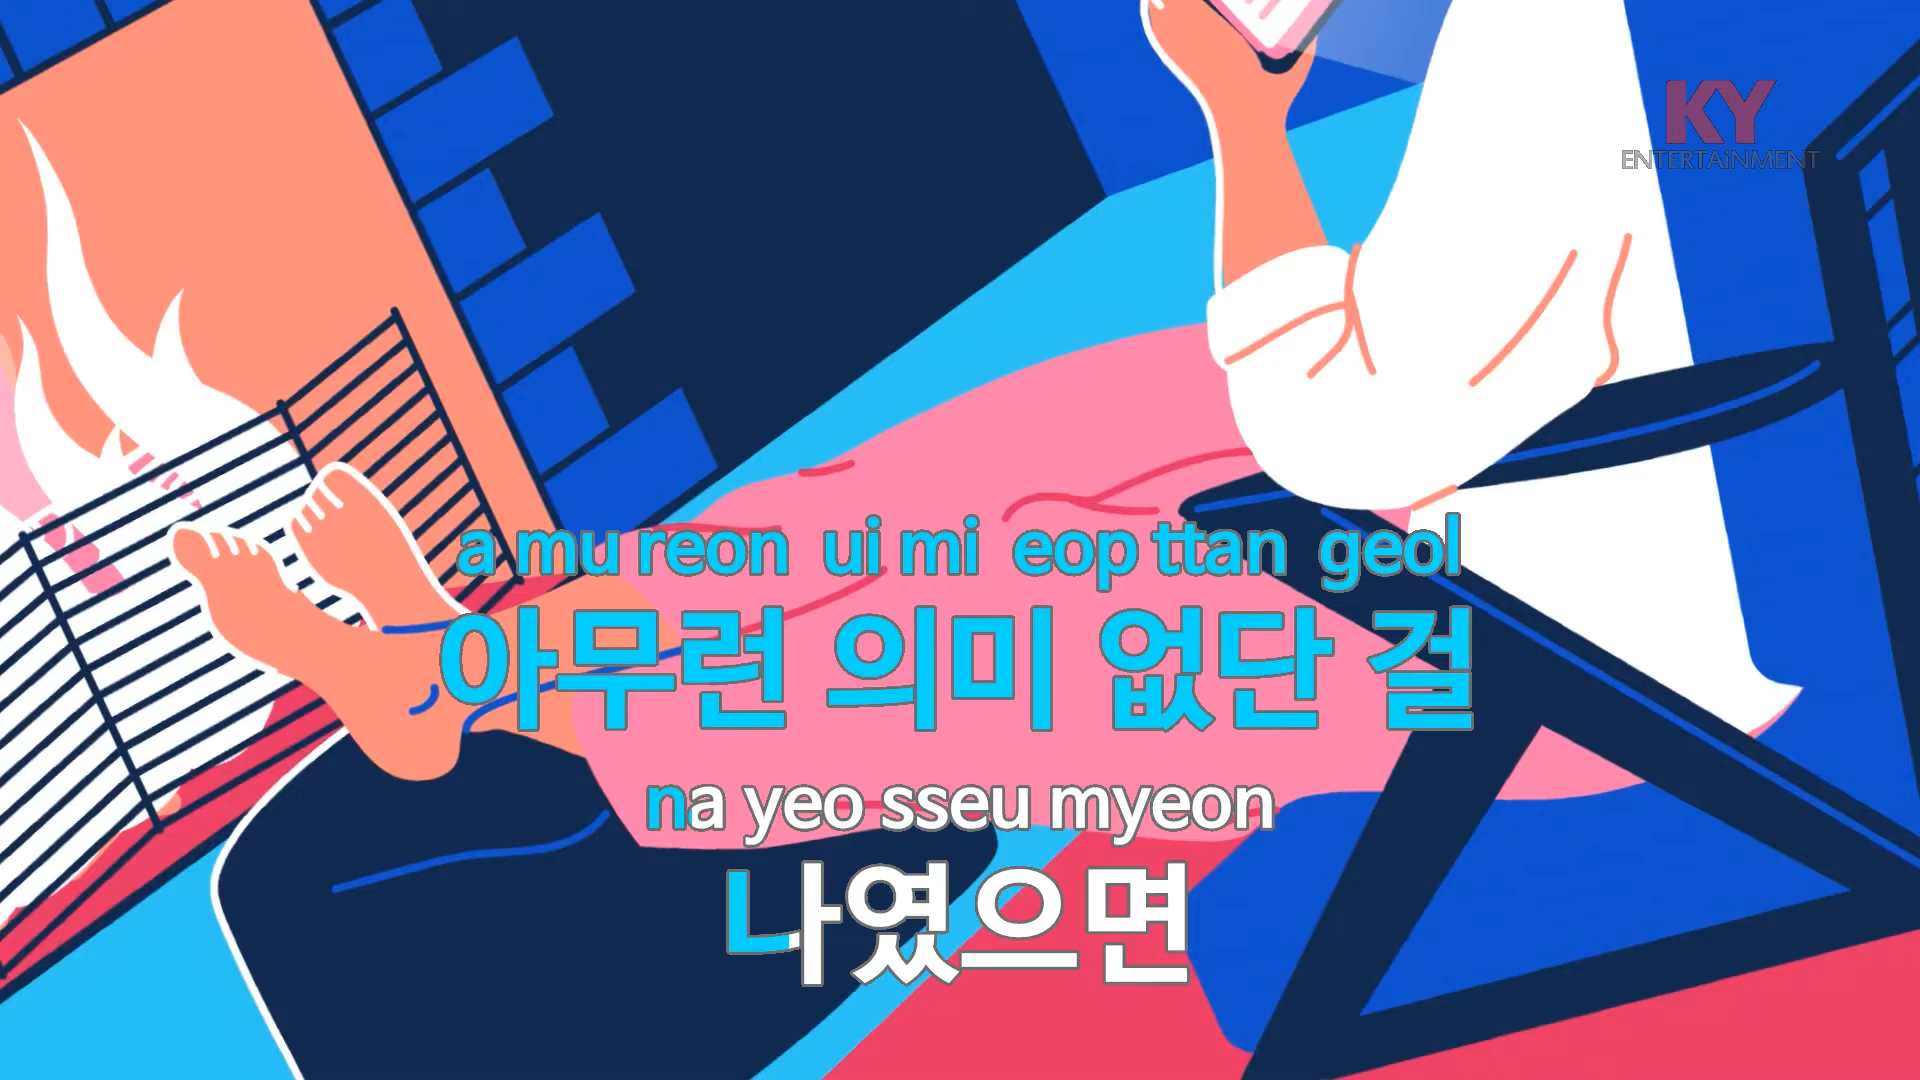 KY
ENTERTAiNMENT
a mu reon ui mi eop ttan geol
아무런 의미 없단 걸
na yeo sseu myeon
나였으면